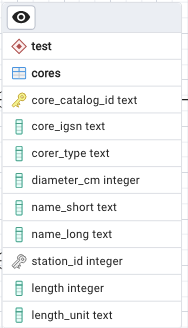 test
cores
core_catalog_id text
core_igsn text
corer_type text
diameter_cm integer
name_short text
name_long text
station_id integer
length integer
length_unit text